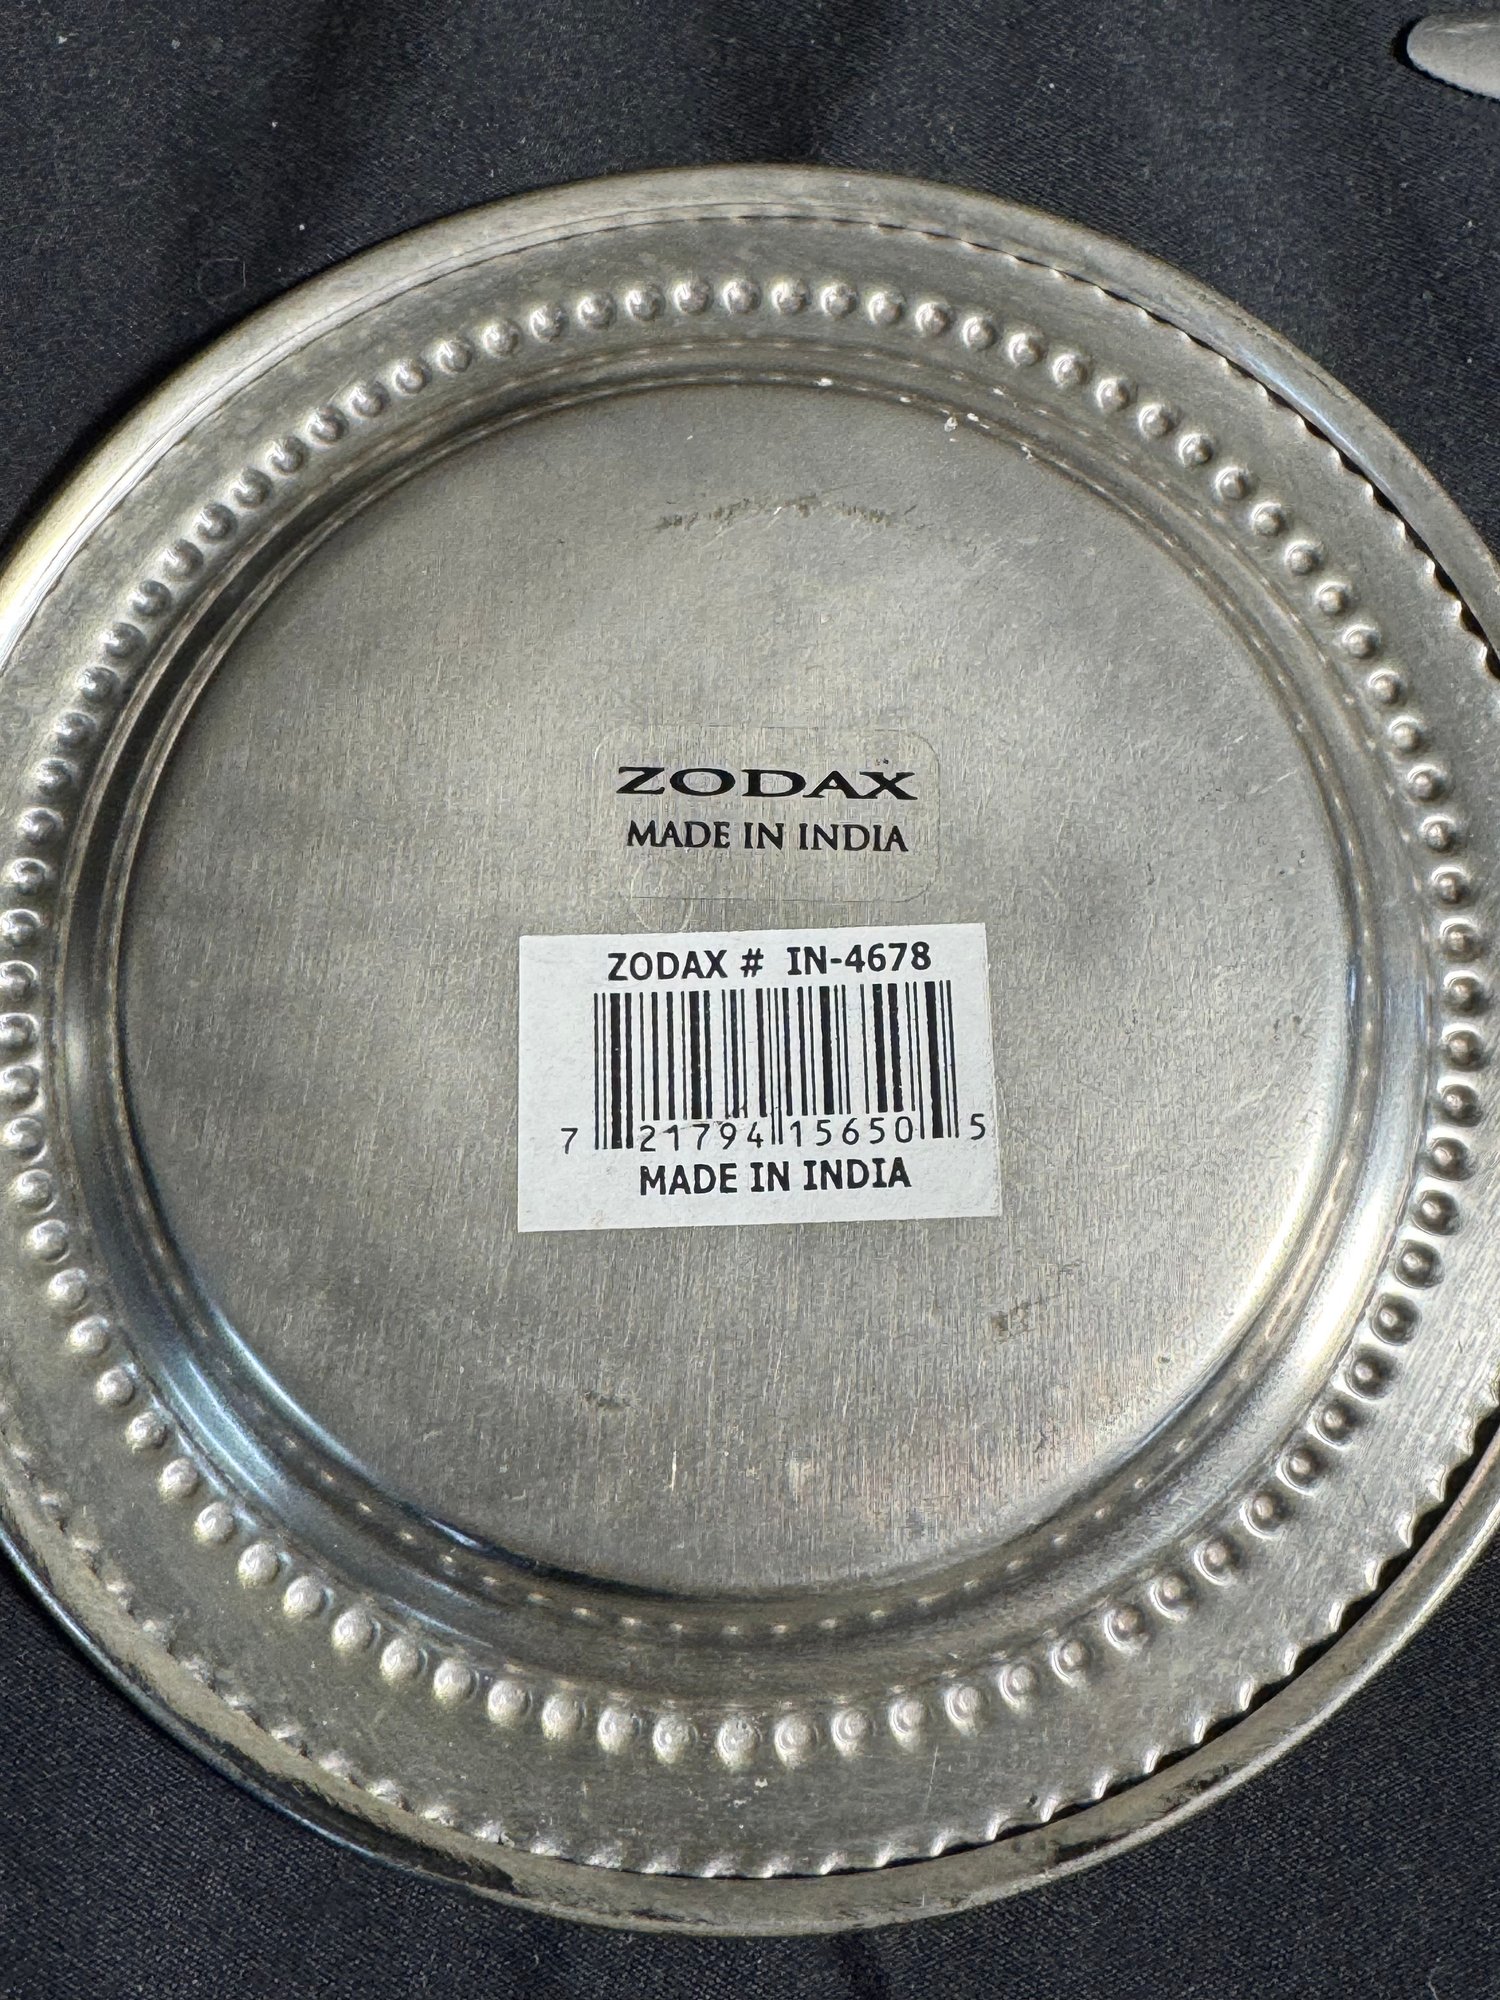 ZODAX
MADE IN INDIA
ZODAX # IN-4678
7 21794 15650 5
MADE IN INDIA